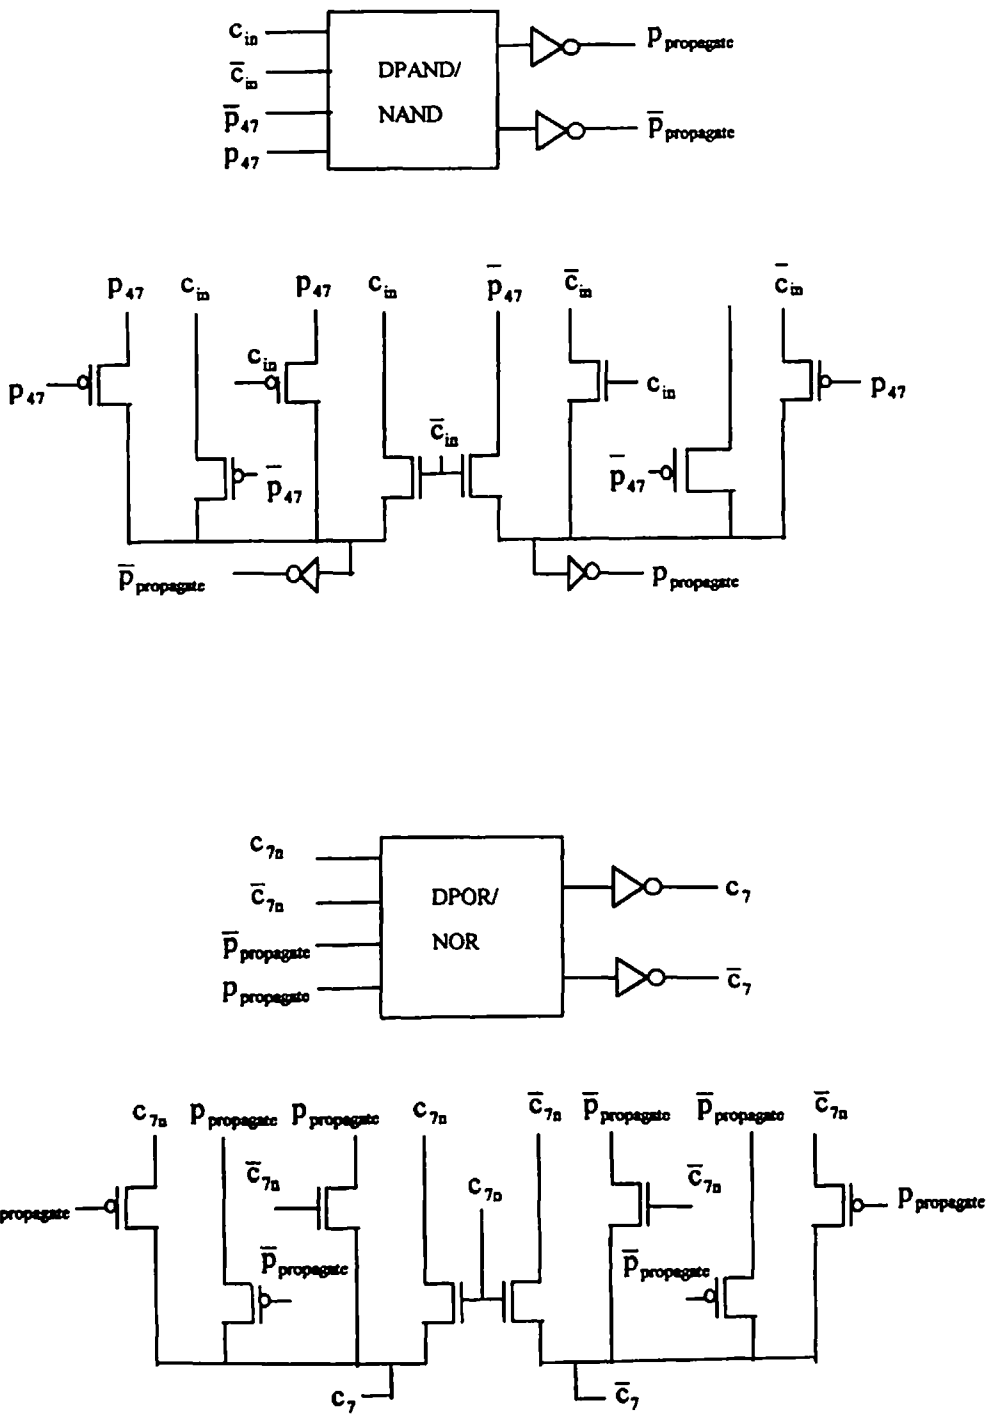 c_in
c̅_in
p̅_47
p_47
DPAND/
NAND
p_propagate
p̅_propagate
p_47 c_in p_47 c_in p̅_47 c̅_in c̅_in
p_47 c_in c_in p_47
c̅_in
p̅_47 p̅_47
p̅_propagate p_propagate
c_7n
c̅_7n
p̅_propagate
p_propagate
DPOR/
NOR
c_7
c̅_7
c_7n p_propagate p_propagate c_7n c̅_7n p̅_propagate p̅_propagate c̅_7n
c̅_7n c_7n c̅_7n
propagate p_propagate
p̅_propagate p̅_propagate
c_7 c̅_7